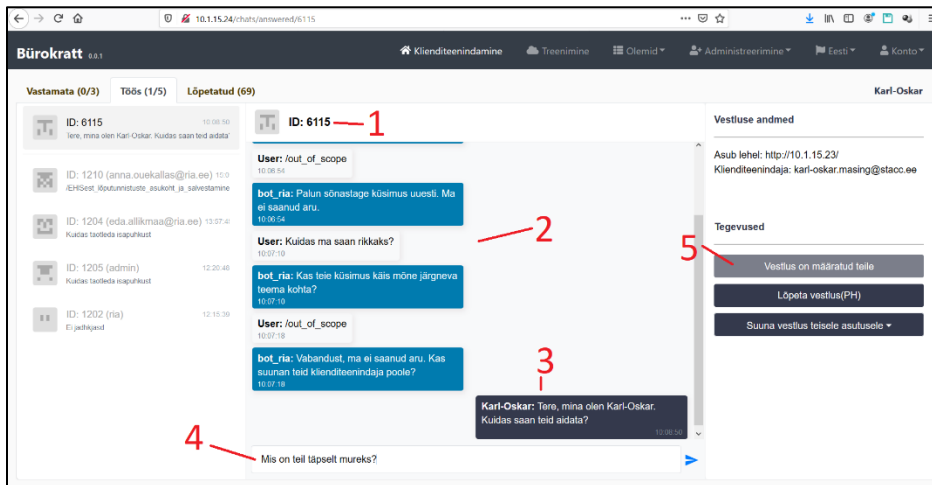 10.1.15.24/chats/answered/6115
Bürokratt 0.0.1
Klienditeenindamine
Treenimine
Olemid
Administreerimine
Eesti
Konto
Vastamata (0/3)
Töös (1/5)
Lõpetatud (69)
Karl-Oskar
ID: 6115
10:08:50
Tere, mina olen Karl-Oskar. Kuidas saan teid aidata?
ID: 1210 (anna.ouekallas@ria.ee)
/EHISest_lõputunnistuste_asukoht_ja_salvestamine
ID: 1204 (eda.allikmaa@ria.ee)
Kuidas taotleda isapuhkust
ID: 1205 (admin)
12:20:46
Kuidas taotleda isapuhkust
ID: 1202 (ria)
12:15:39
Ei jadhkjasd
ID: 6115
1
User: /out_of_scope
10:06:54
bot_ria: Palun sõnastage küsimus uuesti. Ma
ei saanud aru.
10:06:54
2
User: Kuidas ma saan rikkaks?
10:07:10
bot_ria: Kas teie küsimus käis mõne järgneva
teema kohta?
10:07:10
User: /out_of_scope
10:07:18
bot_ria: Vabandust, ma ei saanud aru. Kas
suunan teid klienditeenindaja poole?
10:07:18
3
Karl-Oskar: Tere, mina olen Karl-Oskar.
Kuidas saan teid aidata?
10:08:50
4
Mis on teil täpselt mureks?
Vestluse andmed
Asub lehel: http://10.1.15.23/
Klienditeenindaja: karl-oskar.masing@stacc.ee
Tegevused
5
Vestlus on määratud teile
Lõpeta vestlus(PH)
Suuna vestlus teisele asutusele